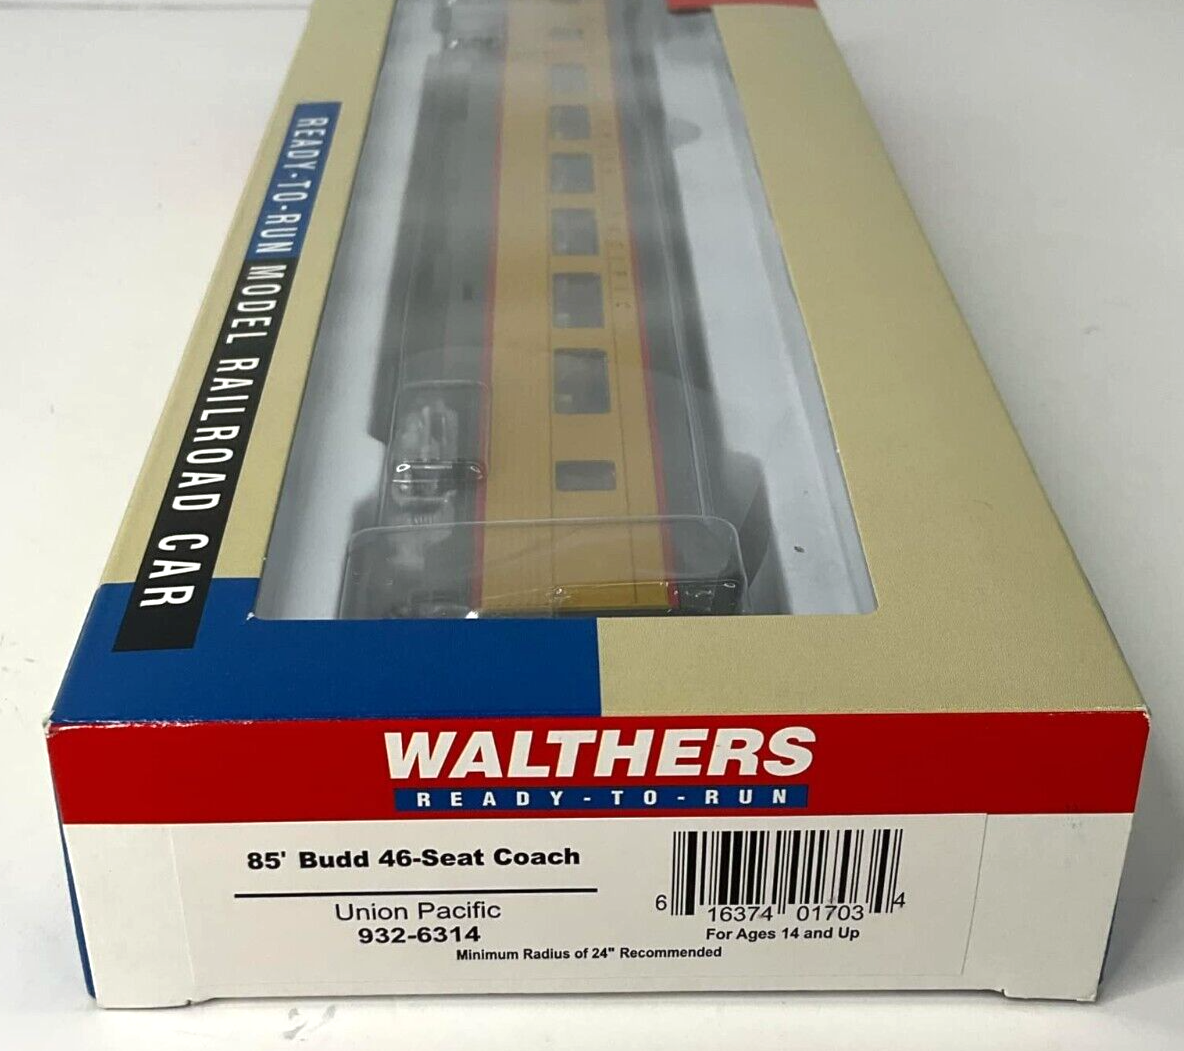 READY·TO·RUN MODEL RAILROAD CAR
WALTHERS
READY-TO-RUN
85' Budd 46-Seat Coach
Union Pacific
932-6314
6 16374 01703 4
For Ages 14 and Up
Minimum Radius of 24" Recommended